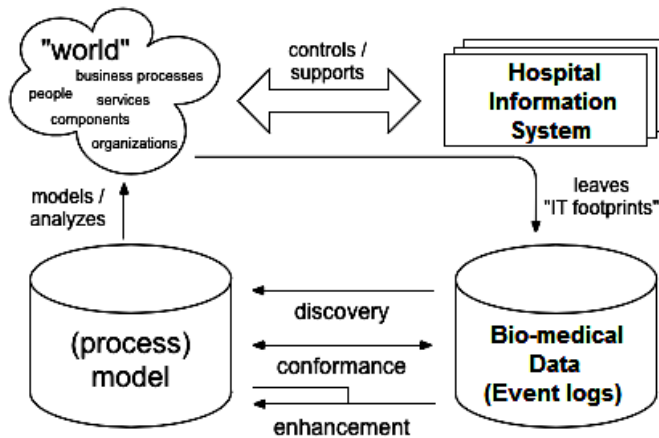 "world"
business processes
people
services
components
organizations
controls /
supports
Hospital
Information
System
models /
analyzes
leaves
"IT footprints"
(process)
model
discovery
conformance
enhancement
Bio-medical
Data
(Event logs)